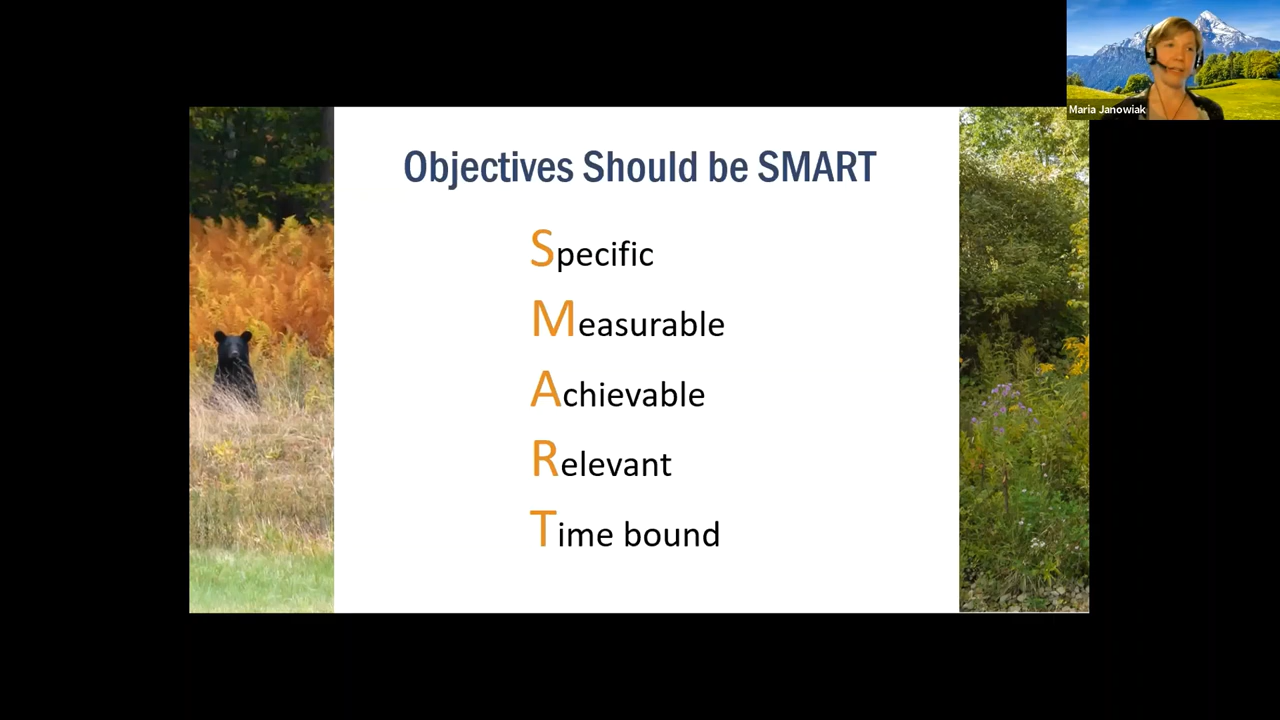 Maria Janowiak
Objectives Should be SMART
Specific
Measurable
Achievable
Relevant
Time bound